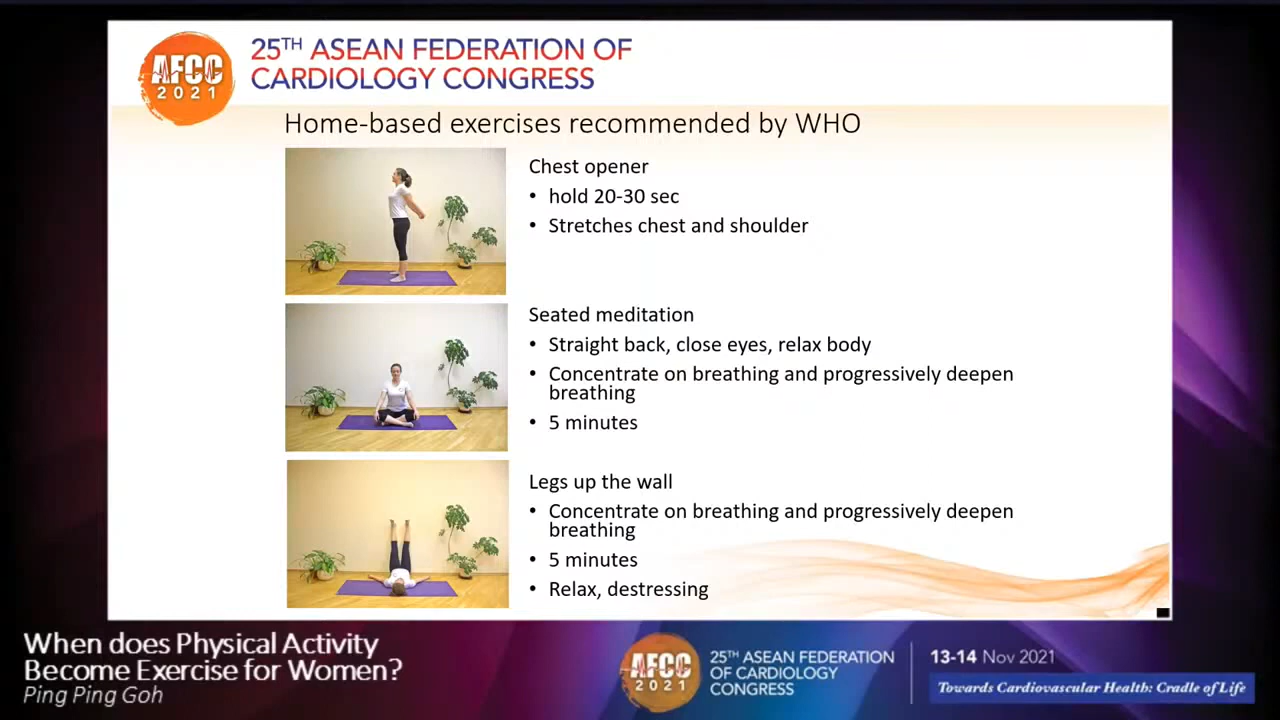 AFCC
2021
25TH ASEAN FEDERATION OF
CARDIOLOGY CONGRESS
Home-based exercises recommended by WHO
Chest opener
• hold 20-30 sec
• Stretches chest and shoulder
Seated meditation
• Straight back, close eyes, relax body
• Concentrate on breathing and progressively deepen
breathing
• 5 minutes
Legs up the wall
• Concentrate on breathing and progressively deepen
breathing
• 5 minutes
• Relax, destressing
When does Physical Activity
Become Exercise for Women?
Ping Ping Goh
AFCC
2021
25TH ASEAN FEDERATION
OF CARDIOLOGY
CONGRESS
13-14 Nov 2021
Towards Cardiovascular Health: Cradle of Life